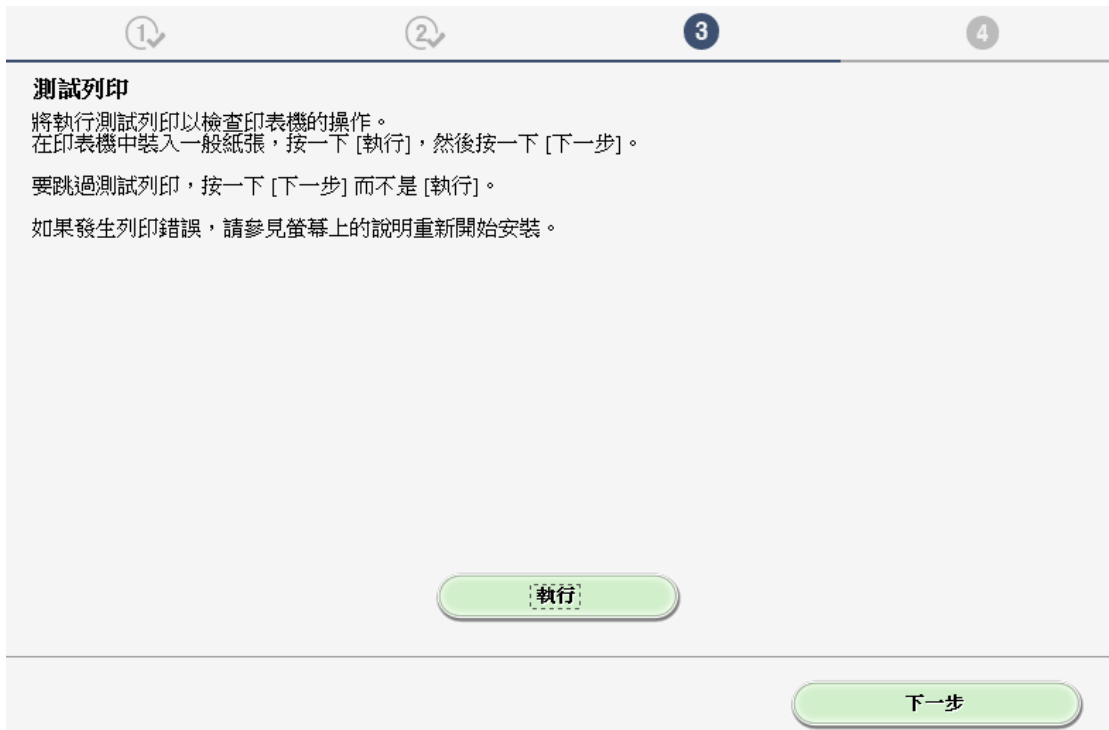 1
2
3
4
測試列印
將執行測試列印以檢查印表機的操作。
在印表機中裝入一般紙張，按一下 [執行]，然後按一下 [下一步]。
要跳過測試列印，按一下 [下一步] 而不是 [執行]。
如果發生列印錯誤，請參見螢幕上的說明重新開始安裝。
執行
下一步